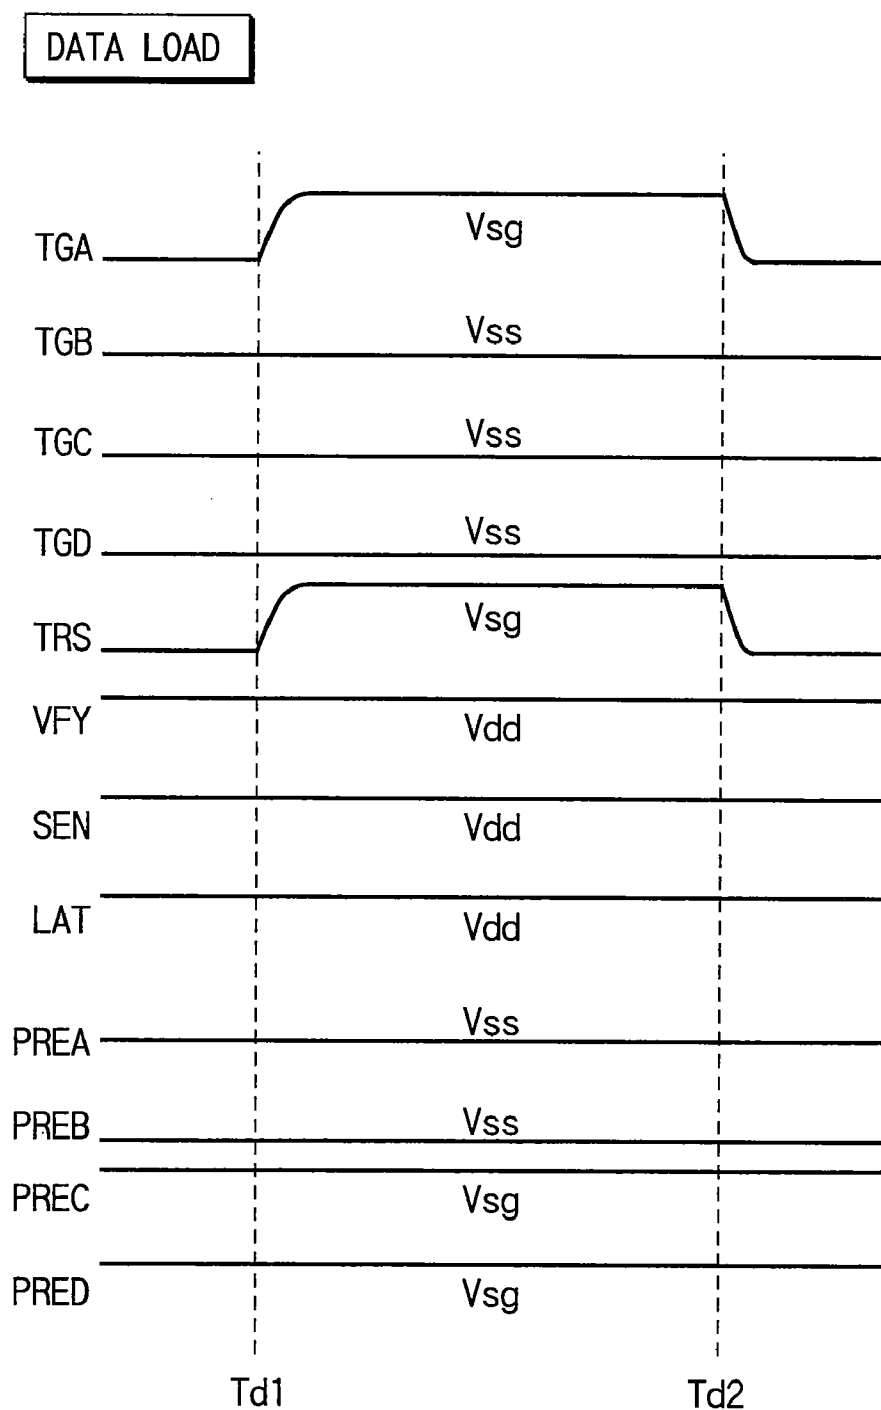 DATA LOAD
TGA Vsg
TGB Vss
TGC Vss
TGD Vss
TRS Vsg
VFY Vdd
SEN Vdd
LAT Vdd
PREA Vss
PREB Vss
PREC Vsg
PRED Vsg
Td1 Td2